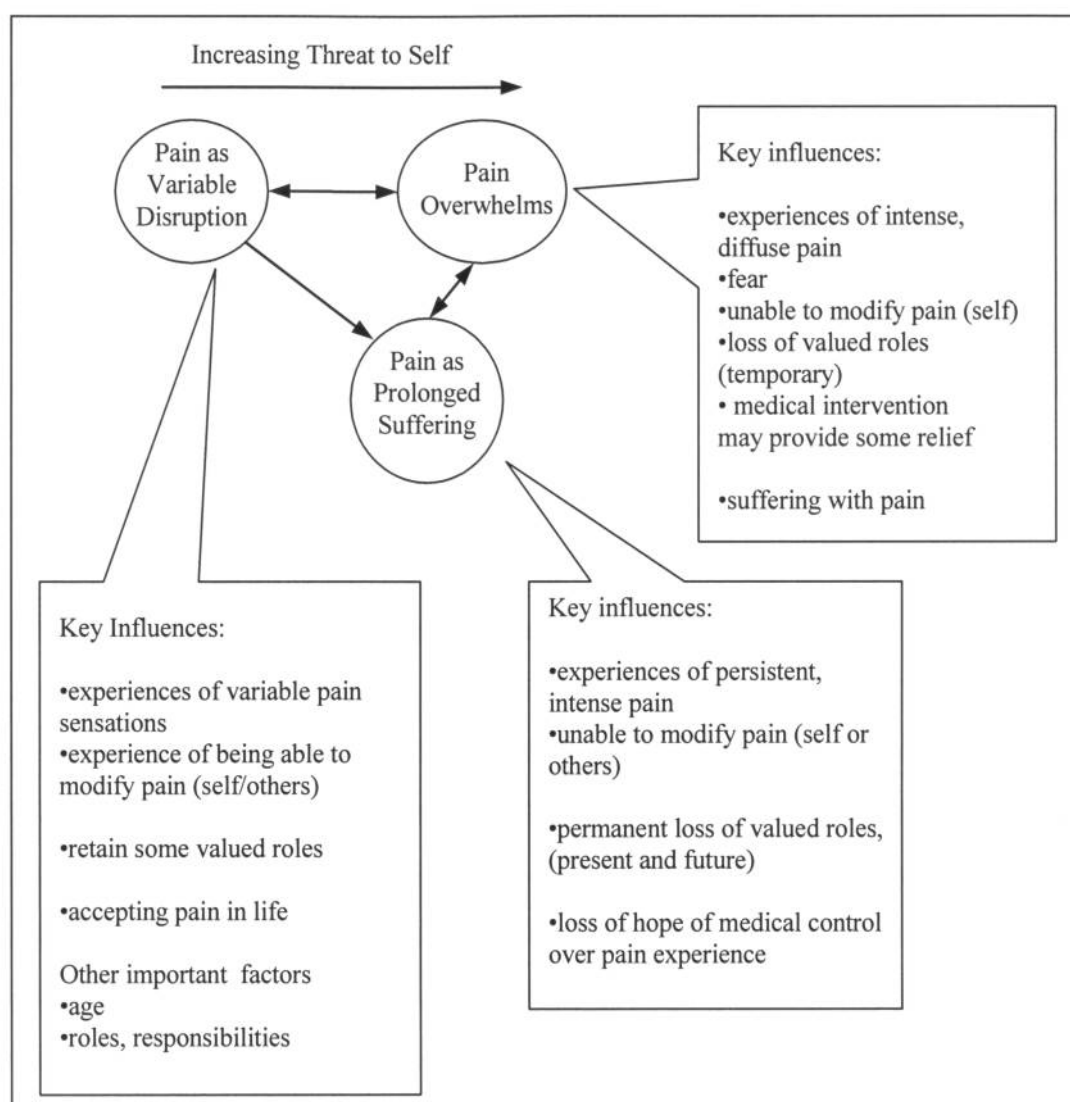 Increasing Threat to Self
Pain as
Variable
Disruption
Pain
Overwhelms
Pain as
Prolonged
Suffering
Key influences:
•experiences of intense,
diffuse pain
•fear
•unable to modify pain (self)
•loss of valued roles
(temporary)
• medical intervention
may provide some relief
•suffering with pain
Key Influences:
•experiences of variable pain
sensations
•experience of being able to
modify pain (self/others)
•retain some valued roles
•accepting pain in life
Other important factors
•age
•roles, responsibilities
Key influences:
•experiences of persistent,
intense pain
•unable to modify pain (self or
others)
•permanent loss of valued roles,
(present and future)
•loss of hope of medical control
over pain experience